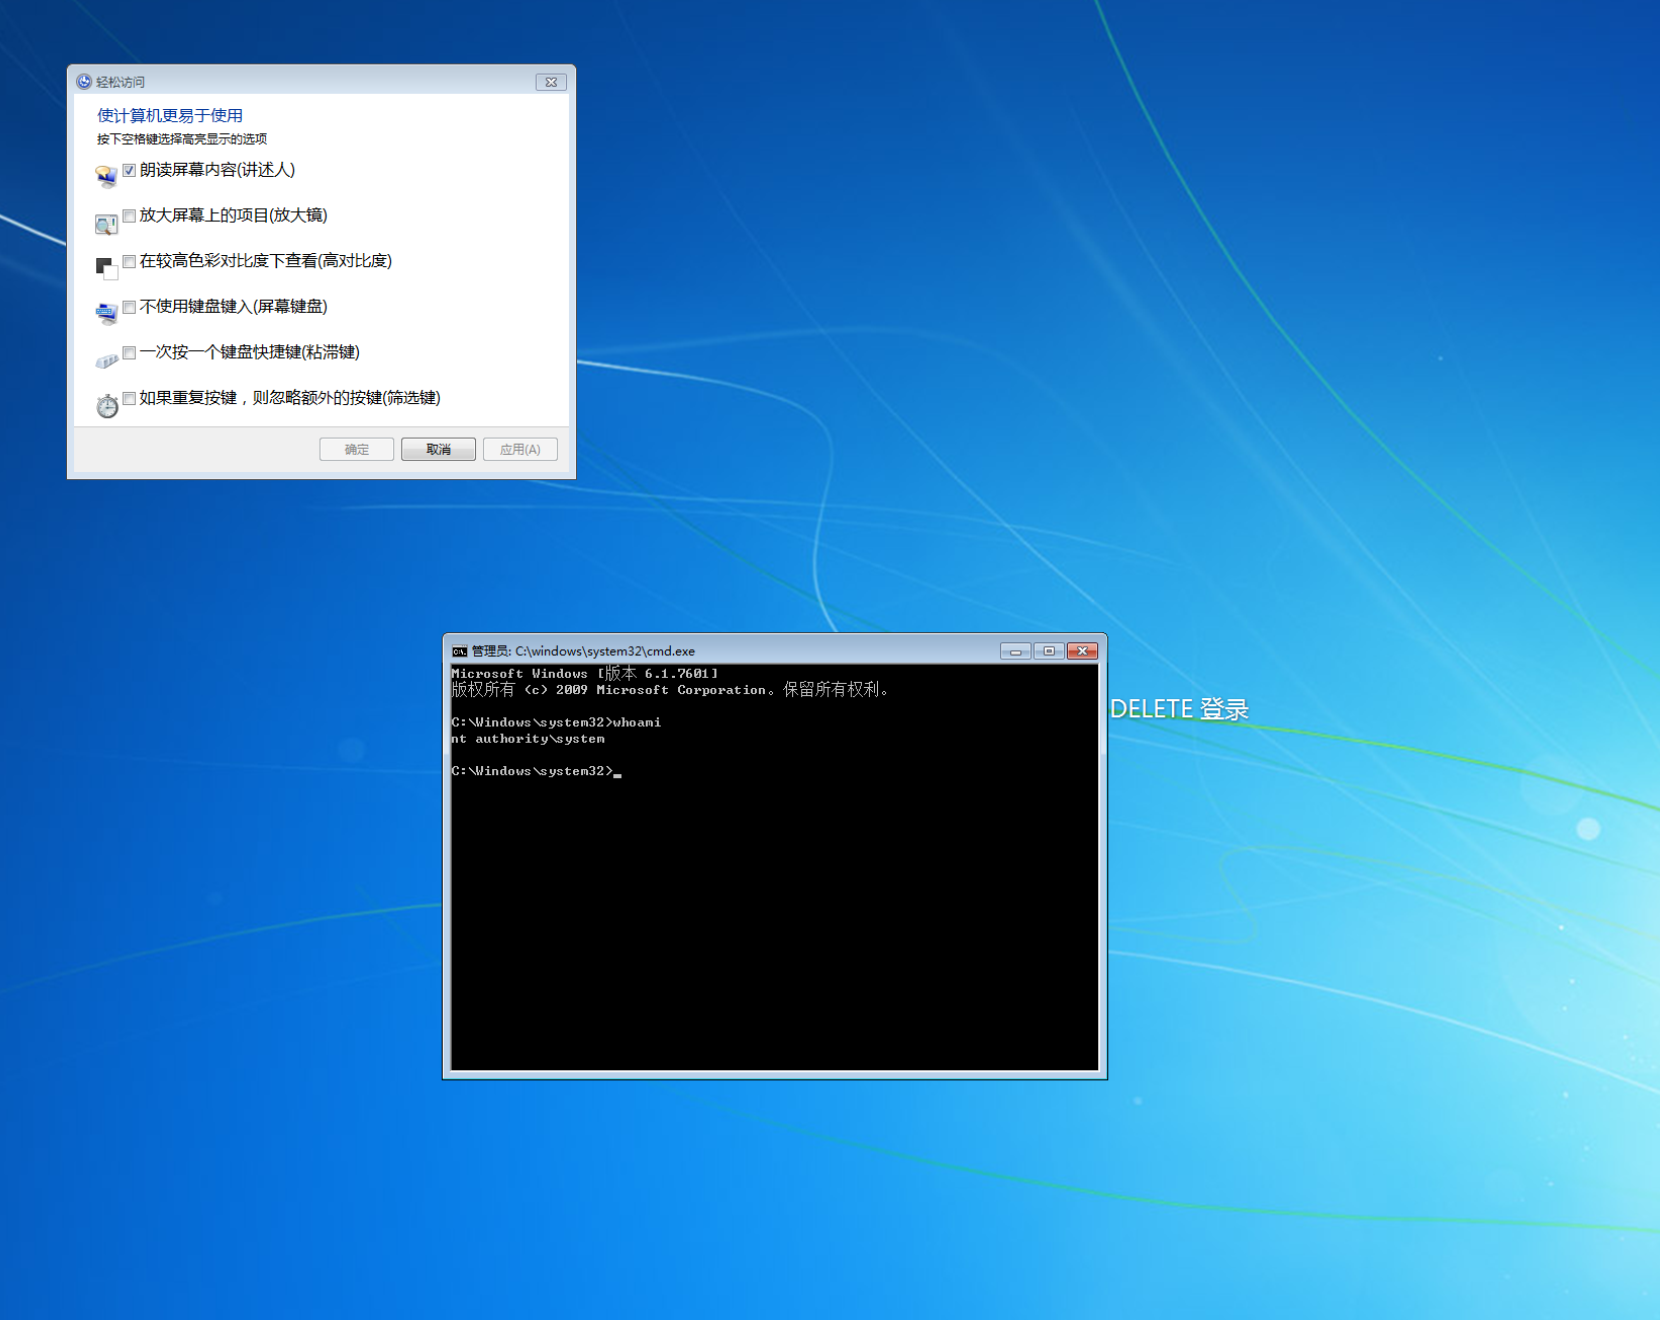 轻松访问
使计算机更易于使用
按下空格键选择高亮显示的选项
朗读屏幕内容(讲述人)
放大屏幕上的项目(放大镜)
在较高色彩对比度下查看(高对比度)
不使用键盘键入(屏幕键盘)
一次按一个键盘快捷键(粘滞键)
如果重复按键，则忽略额外的按键(筛选键)
确定 取消 应用(A)
管理员: C:\windows\system32\cmd.exe
Microsoft Windows [版本 6.1.7601]
版权所有 (c) 2009 Microsoft Corporation。保留所有权利。
C:\Windows\system32>whoami
nt authority\system
C:\Windows\system32>_
DELETE 登录